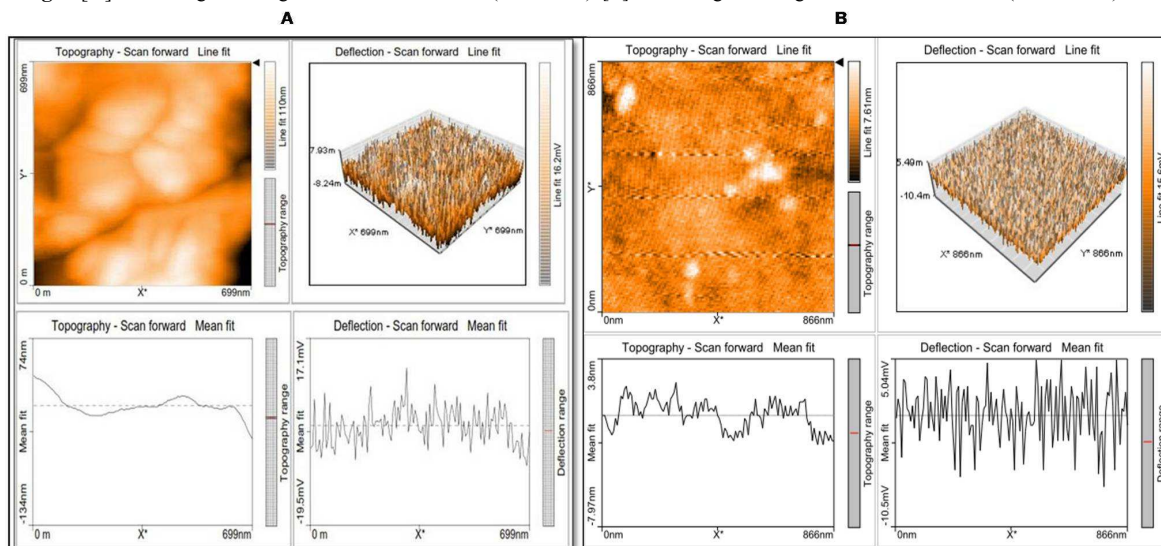 A
B
Topography - Scan forward Line fit
699nm
Y*
0 m
0 m X* 699nm
Line fit 110nm
Topography range
Deflection - Scan forward Line fit
7.93m
-8.24m
X* 699nm
Y* 699nm
Line fit 16.2mV
Topography - Scan forward Mean fit
74nm
Mean fit
-134nm
0 m X* 699nm
Topography range
Deflection - Scan forward Mean fit
17.1mV
Mean fit
-19.5mV
0 m X* 699nm
Deflection range
Topography - Scan forward Line fit
866nm
Y*
0nm
0nm X* 866nm
Line fit 7.61nm
Topography range
Deflection - Scan forward Line fit
5.49m
-10.4m
X* 866nm
Y* 866nm
Topography - Scan forward Mean fit
3.8nm
Mean fit
-7.97nm
0nm X* 866nm
Topography range
Deflection - Scan forward Mean fit
5.04mV
Mean fit
-10.5mV
0nm X* 866nm
Deflection range